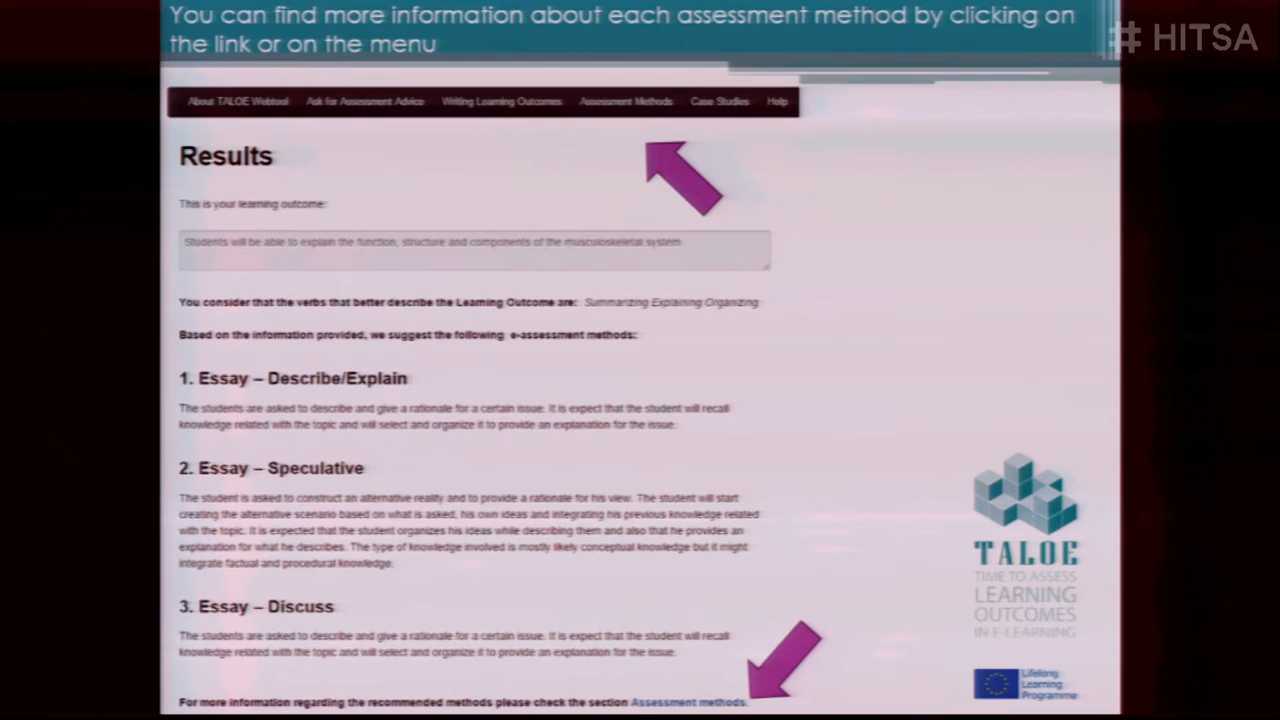 You can find more information about each assessment method by clicking on
the link or on the menu
# HITSA
About TALOE Webtool Ask for Assessment Advice Writing Learning Outcomes Assessment Methods Case Studies Help
Results
This is your learning outcome:
Students will be able to explain the function, structure and components of the musculoskeletal system
You consider that the verbs that better describe the Learning Outcome are: Summarizing Explaining Organizing
Based on the information provided, we suggest the following e-assessment methods:
1. Essay – Describe/Explain
The students are asked to describe and give a rationale for a certain issue. It is expect that the student will recall
knowledge related with the topic and will select and organize it to provide an explanation for the issue.
2. Essay – Speculative
The student is asked to construct an alternative reality and to provide a rationale for his view. The student will start
creating the alternative scenario based on what is asked, his own ideas and integrating his previous knowledge related
with the topic. It is expected that the student organizes his ideas while describing them and also that he provides an
explanation for what he describes. The type of knowledge involved is mostly likely conceptual knowledge but it might
integrate factual and procedural knowledge.
3. Essay – Discuss
The students are asked to describe and give a rationale for a certain issue. It is expect that the student will recall
knowledge related with the topic and will select and organize it to provide an explanation for the issue.
For more information regarding the recommended methods please check the section Assessment methods.
TALOE
TIME TO ASSESS
LEARNING
OUTCOMES
IN E-LEARNING
Lifelong
Learning
Programme